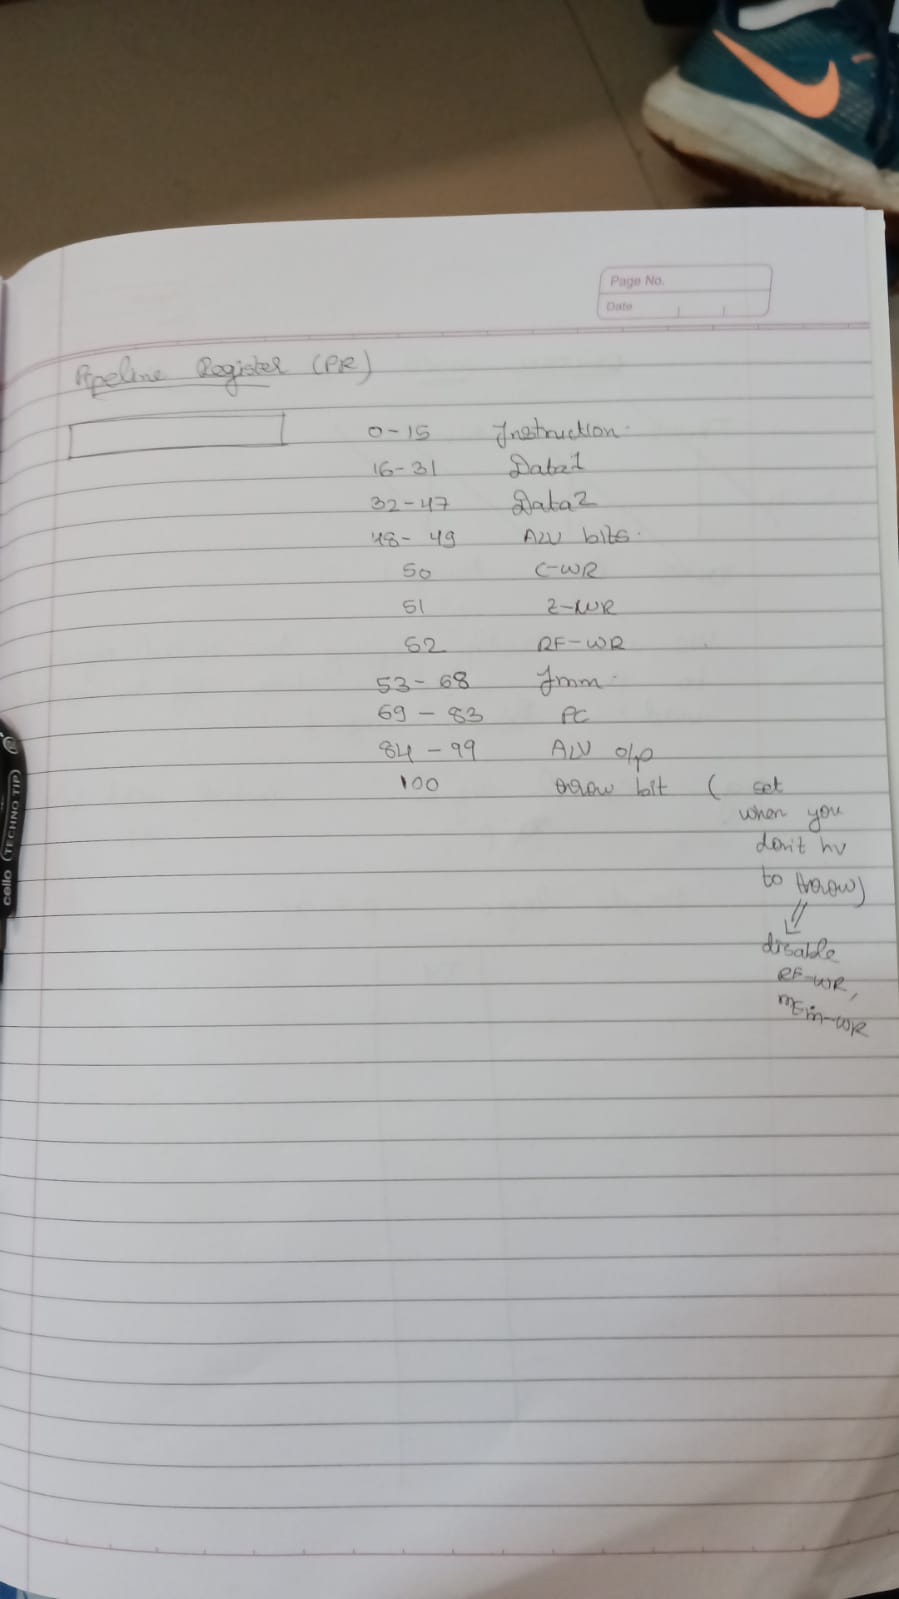 Page No.
Date
Pipeline Register (PR)
0-15 Instruction
16-31 Data1
32-47 Data2
48-49 ALU bits.
50 C-WR
51 Z-WR
52 RF-WR
53-68 Imm
69-83 PC
84-99 ALU o/p
100 throw bit ( set
when you
don't hv
to throw)
disable
RF-WR,
mEm-WR
cello (TECHNO TIP)